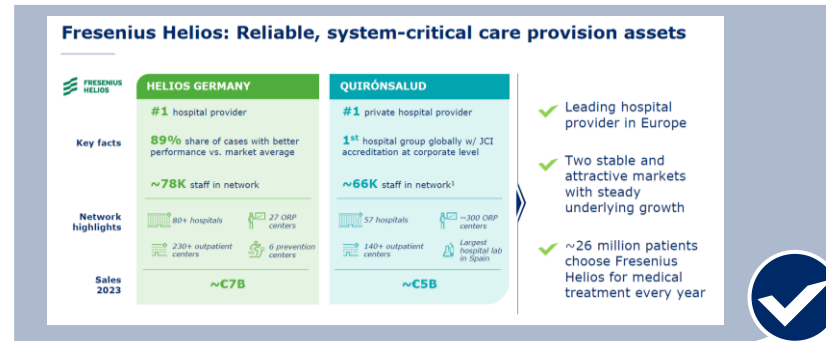 Fresenius Helios: Reliable, system-critical care provision assets
FRESENIUS
HELIOS
HELIOS GERMANY
QUIRÓNSALUD
Key facts
#1 hospital provider
89% share of cases with better
performance vs. market average
~78K staff in network
#1 private hospital provider
1st hospital group globally w/ JCI
accreditation at corporate level
~66K staff in network¹
Network
highlights
80+ hospitals
27 ORP
centers
230+ outpatient
centers
6 prevention
centers
57 hospitals
~300 ORP
centers
140+ outpatient
centers
Largest
hospital lab
in Spain
Sales
2023
~€7B
~€5B
Leading hospital
provider in Europe
Two stable and
attractive markets
with steady
underlying growth
~26 million patients
choose Fresenius
Helios for medical
treatment every year